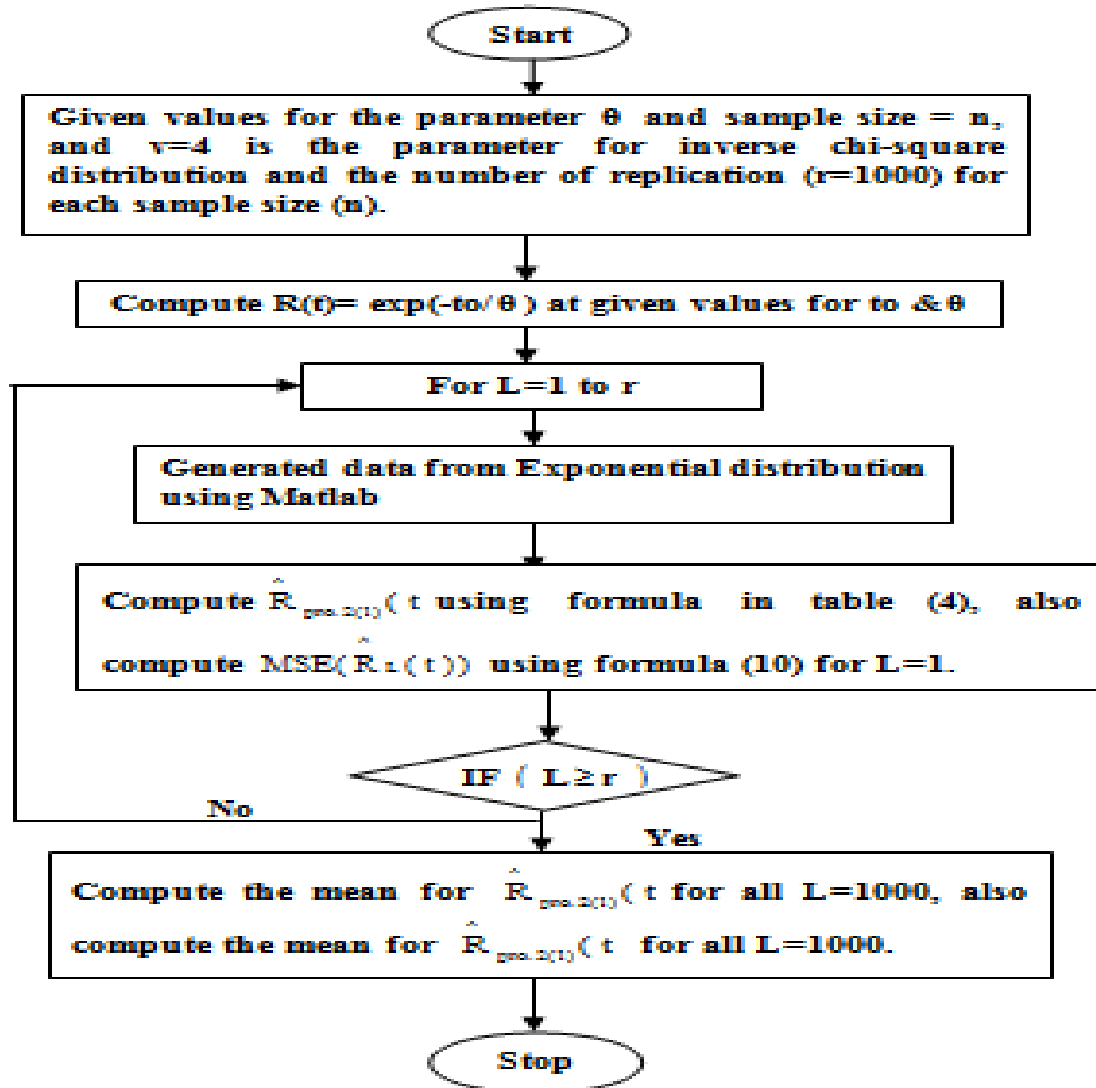 Start
Given values for the parameter θ and sample size = n,
and v=4 is the parameter for inverse chi-square
distribution and the number of replication (r=1000) for
each sample size (n).
Compute R(t)= exp(-to/θ) at given values for to &θ
For L=1 to r
Generated data from Exponential distribution
using Matlab
Compute R̂ ( t using formula in table (4), also
compute MSE(R̂ (t)) using formula (10) for L=1.
IF ( L≥r )
No
Yes
Compute the mean for R̂ ( t for all L=1000, also
compute the mean for R̂ ( t for all L=1000.
Stop